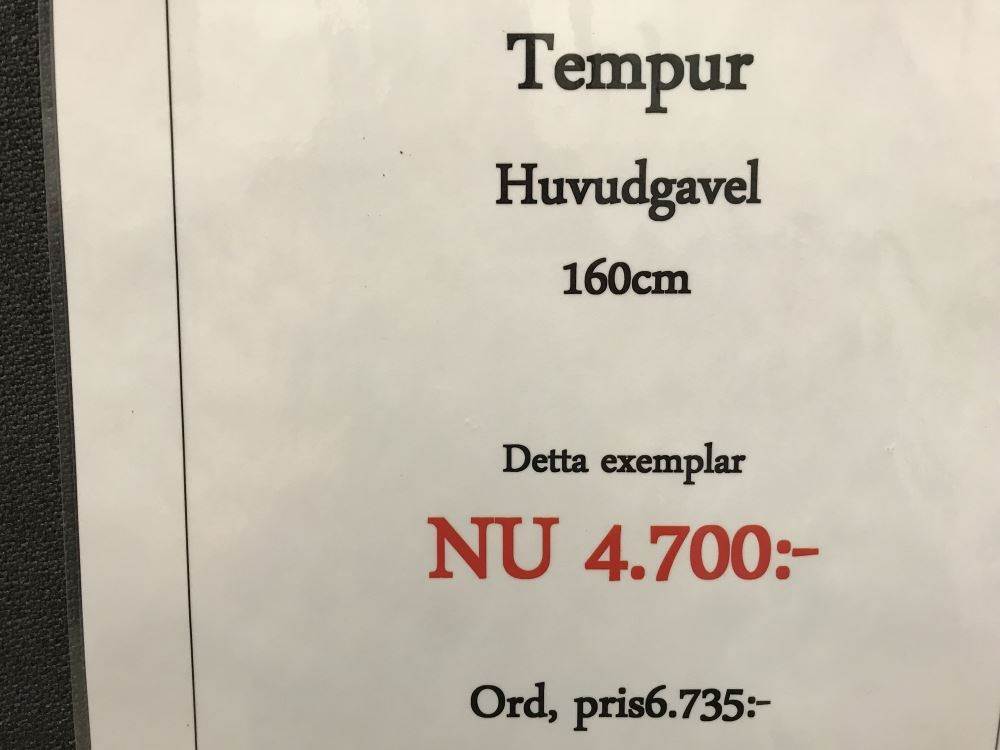 Tempur
Huvudgavel
160cm
Detta exemplar
NU 4.700:-
Ord, pris6.735:-